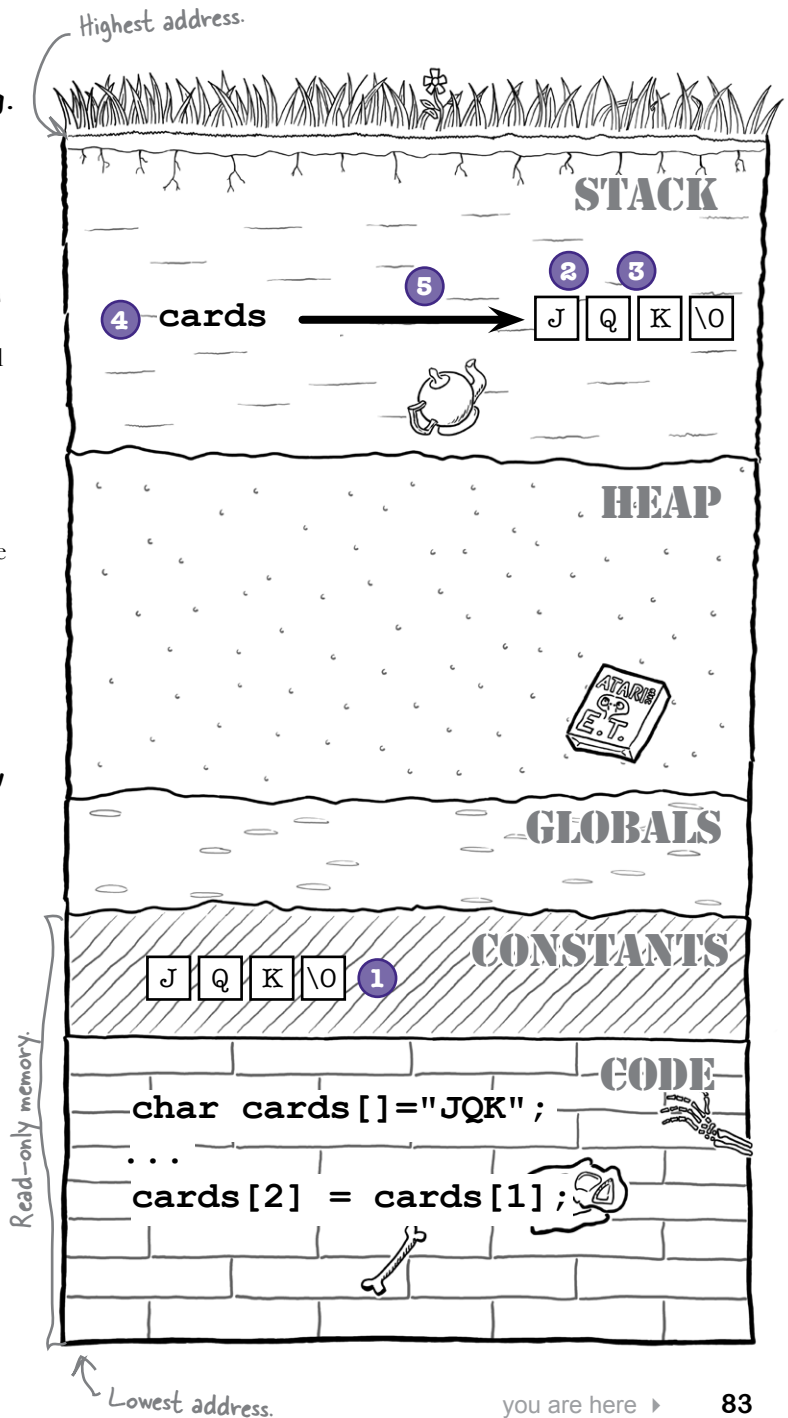 Highest address.
STACK
2 3
5
4 cards J Q K \0
HEAP
ATARI
E.T.
GLOBALS
CONSTANTS
J Q K \0 1
CODE
char cards[]="JQK";
...
cards[2] = cards[1];
Read-only memory.
Lowest address.
you are here 83